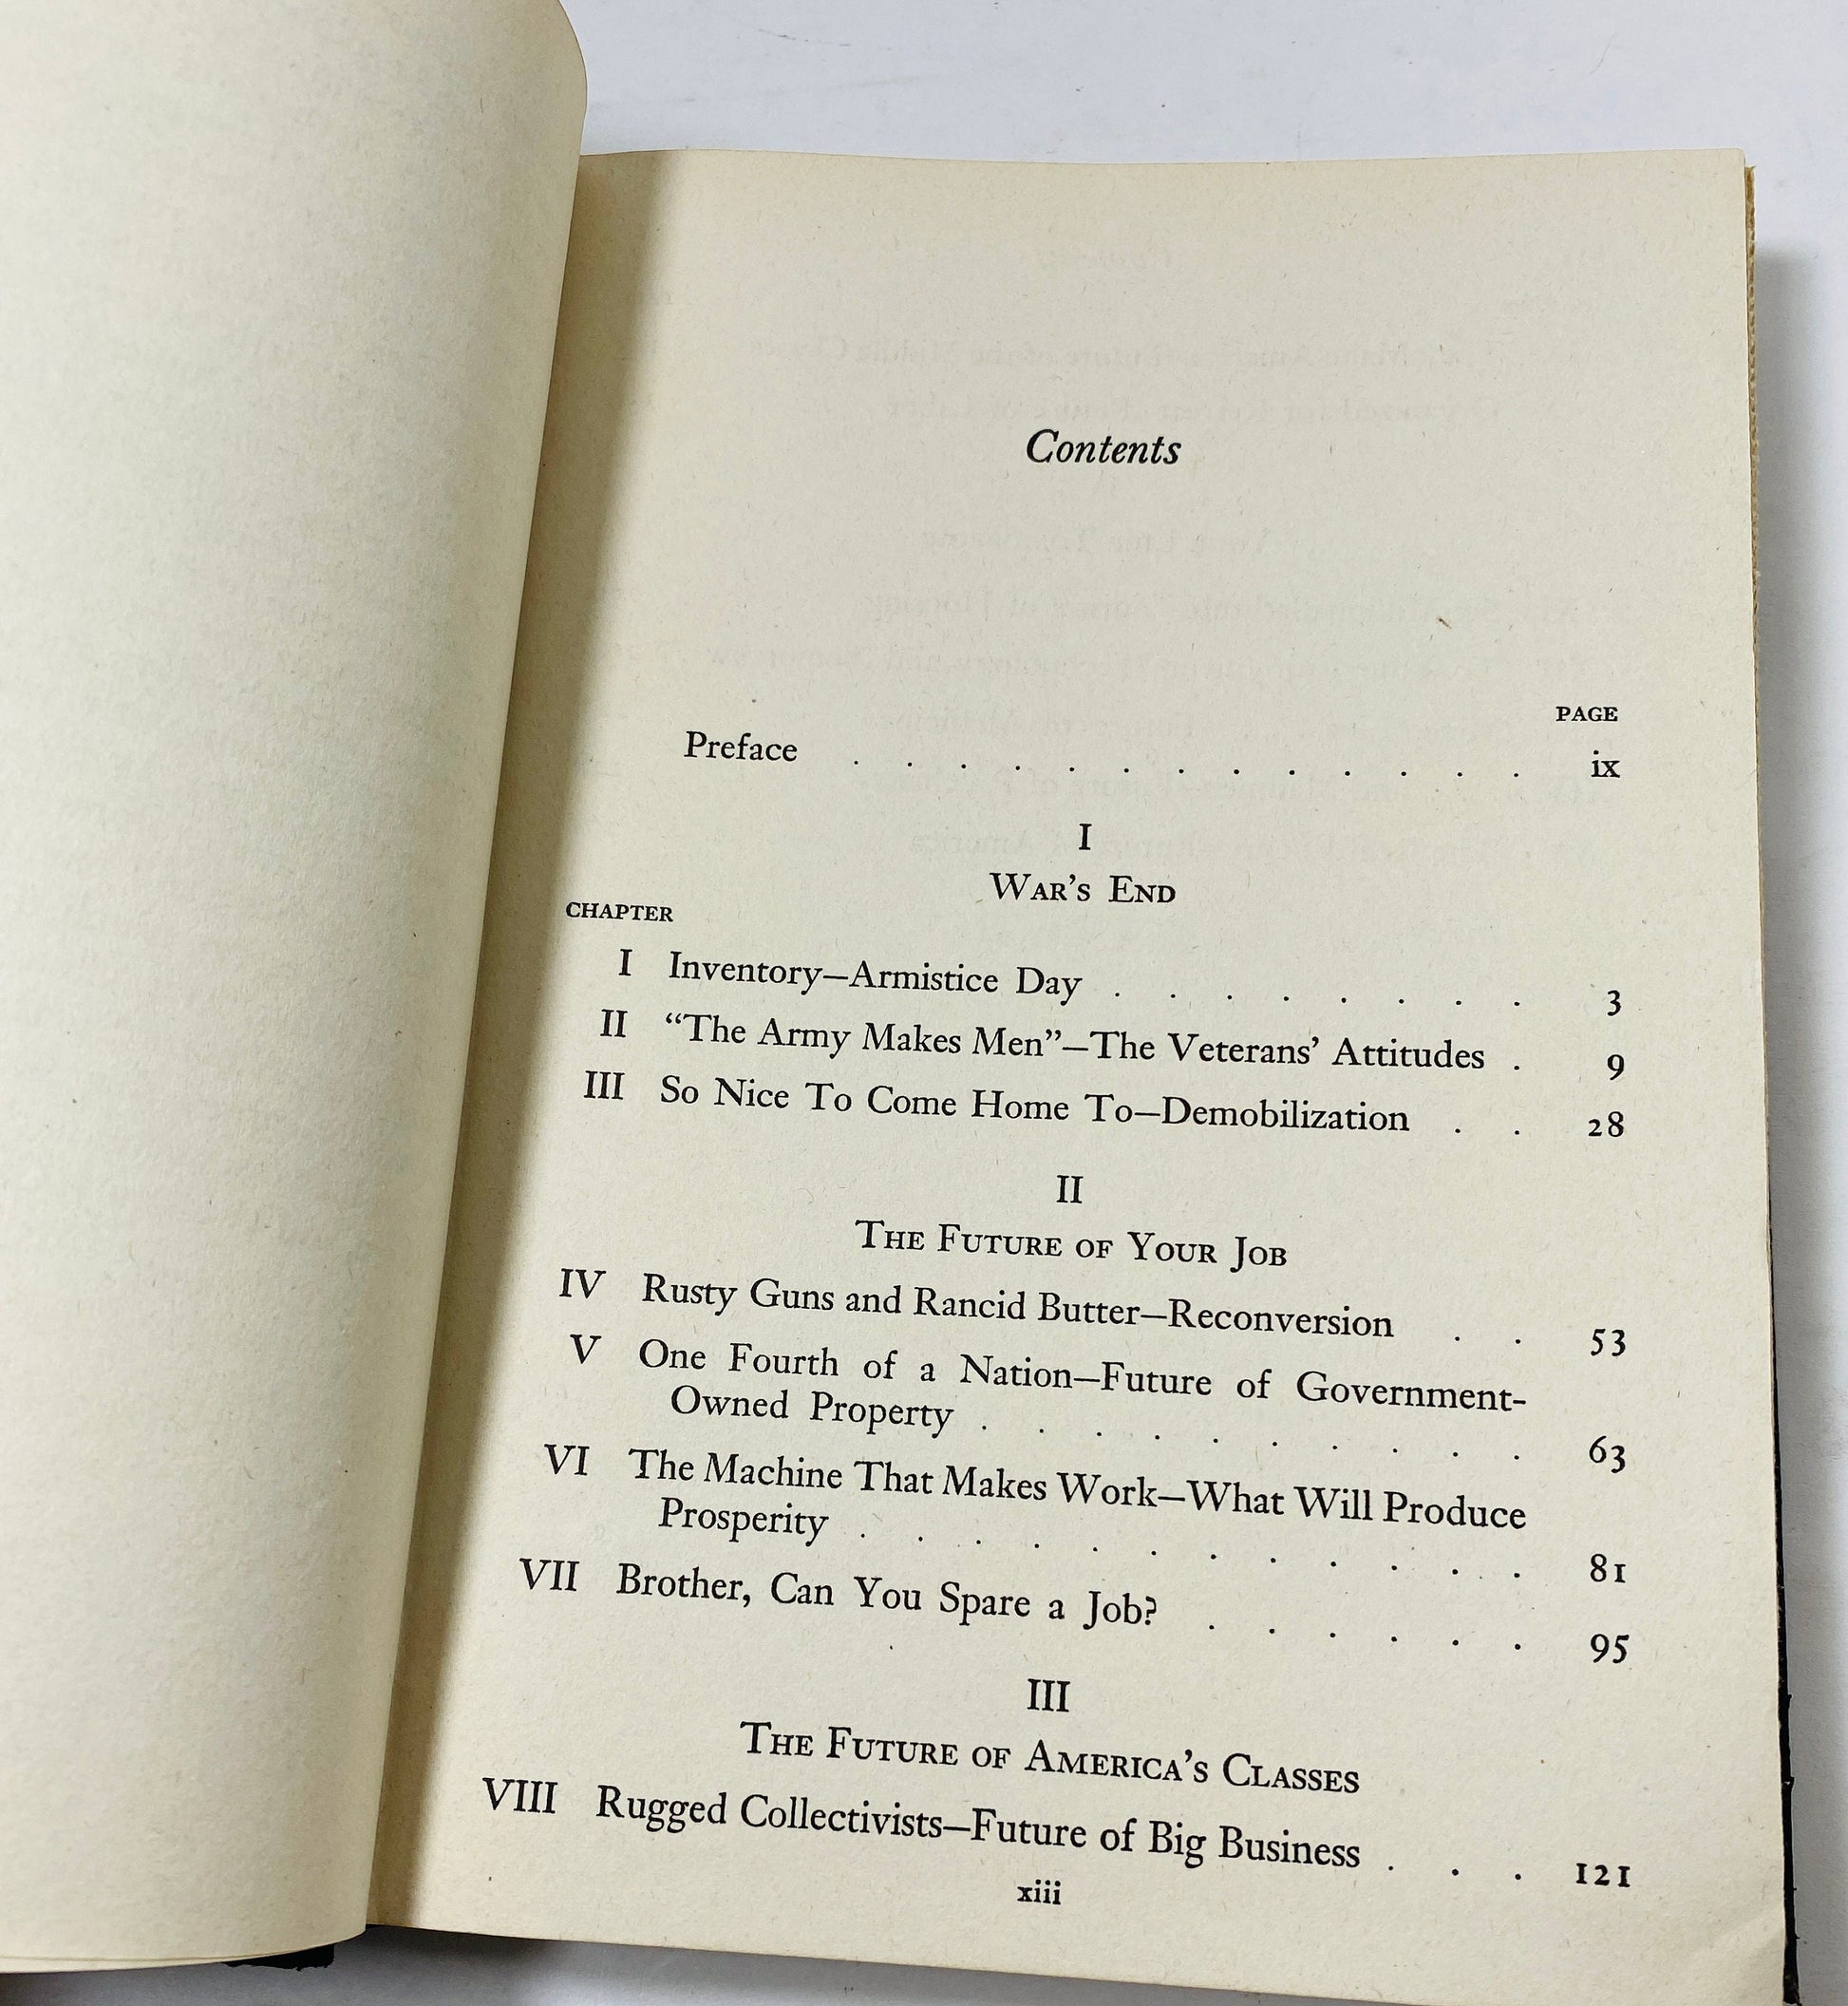 Contents
PAGE
Preface . . . . . . . . . . . . . ix
I
War's End
CHAPTER
I Inventory—Armistice Day . . . . . . . . 3
II “The Army Makes Men”—The Veterans’ Attitudes . 9
III So Nice To Come Home To—Demobilization . . 28
II
The Future of Your Job
IV Rusty Guns and Rancid Butter—Reconversion . . 53
V One Fourth of a Nation—Future of Government-
Owned Property . . . . . . . . . . 63
VI The Machine That Makes Work—What Will Produce
Prosperity . . . . . . . . . . . . 81
VII Brother, Can You Spare a Job? . . . . . . 95
III
The Future of America's Classes
VIII Rugged Collectivists—Future of Big Business . . . 121
xiii